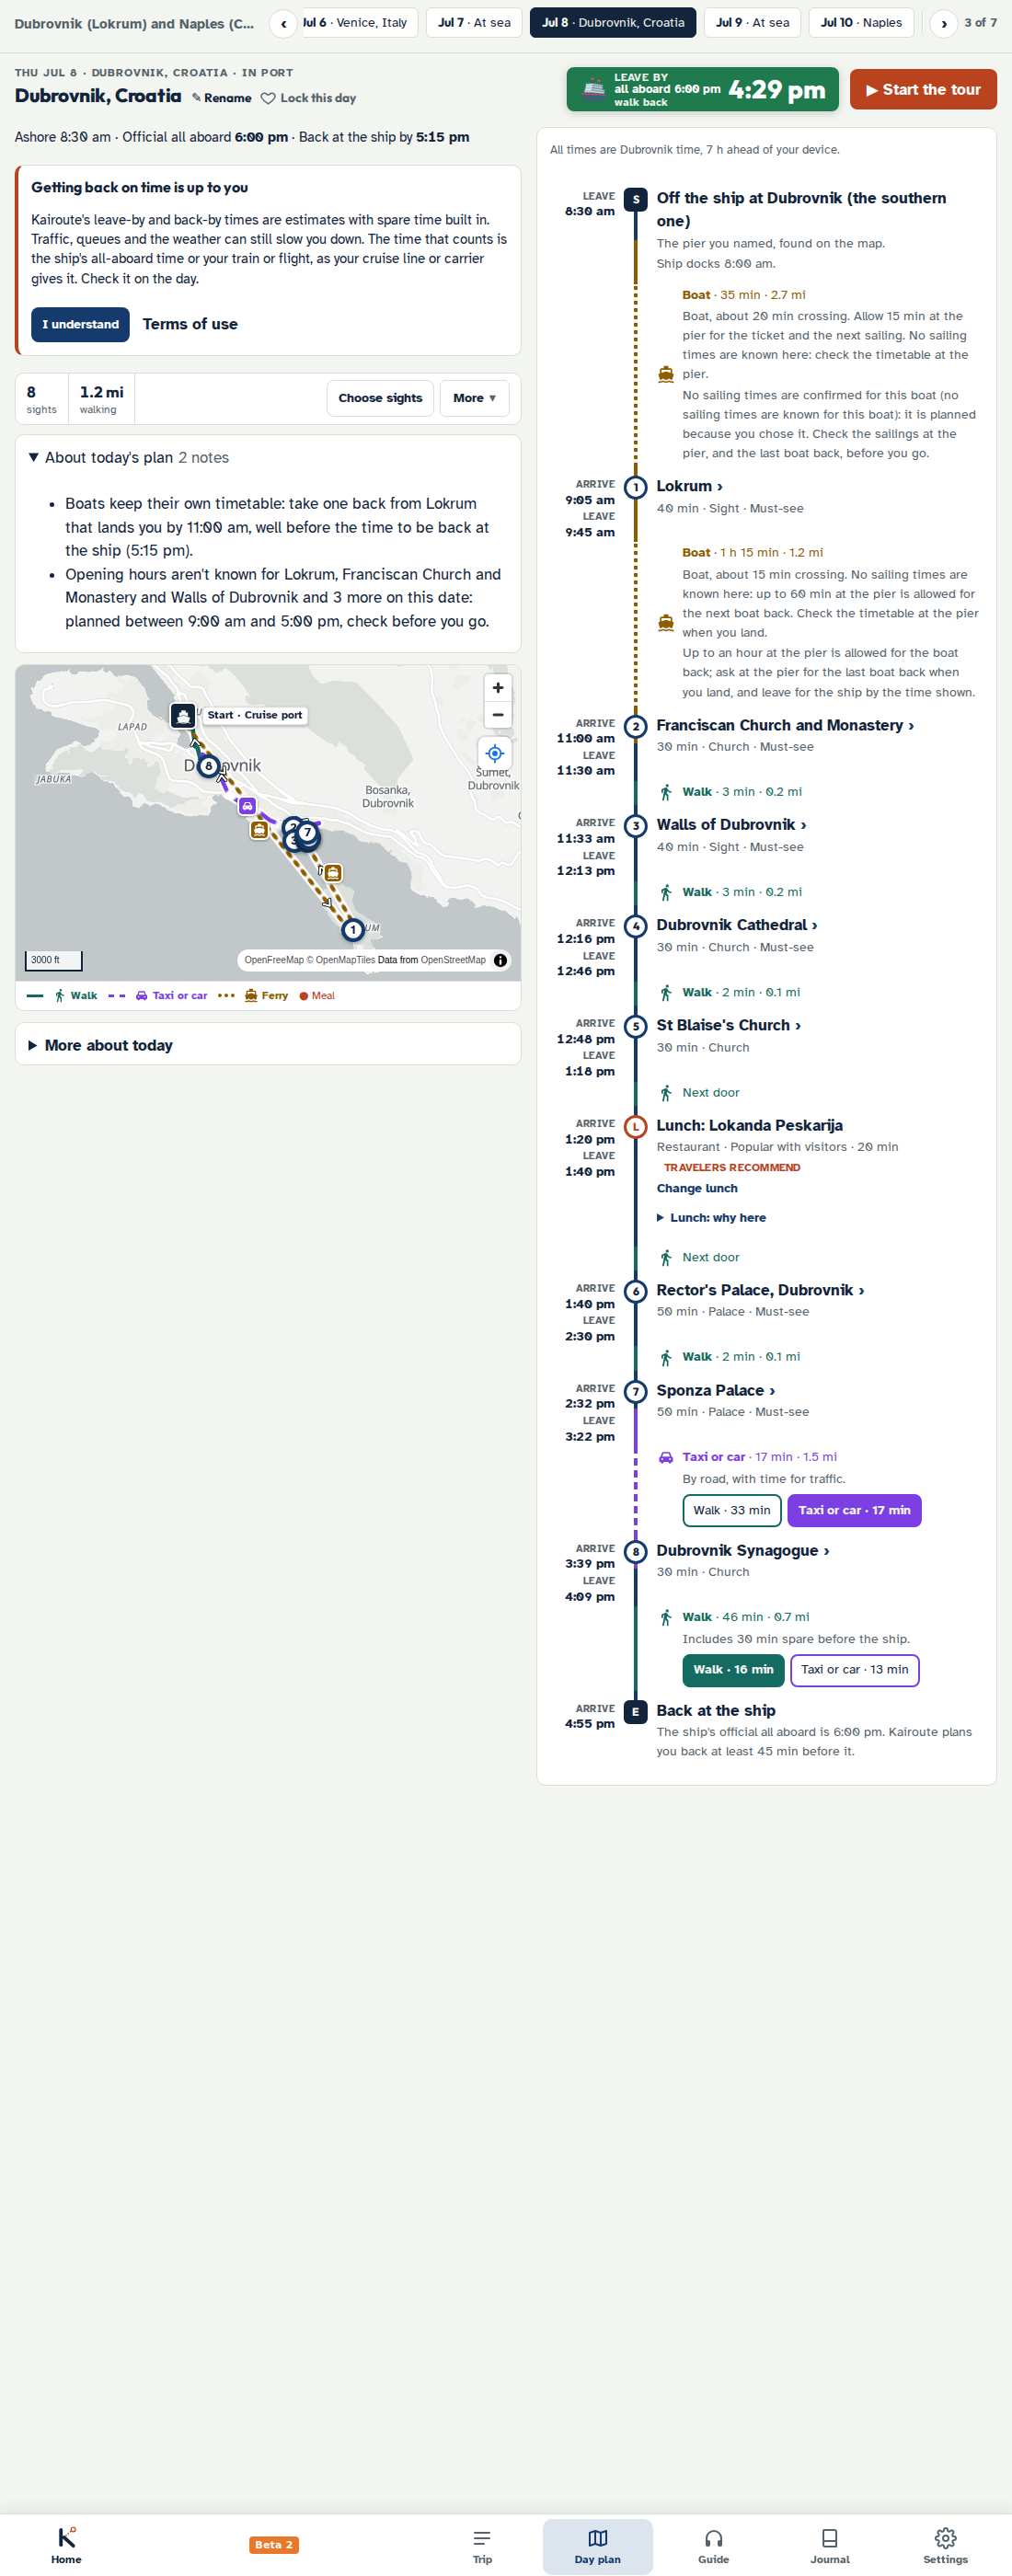 Dubrovnik (Lokrum) and Naples (C...
‹
Jul 6 · Venice, Italy
Jul 7 · At sea
Jul 8 · Dubrovnik, Croatia
Jul 9 · At sea
Jul 10 · Naples
›
3 of 7
THU JUL 8 · DUBROVNIK, CROATIA · IN PORT
Dubrovnik, Croatia
✎ Rename
Lock this day
LEAVE BY
all aboard 6:00 pm
walk back
4:29 pm
▶ Start the tour
Ashore 8:30 am · Official all aboard 6:00 pm · Back at the ship by 5:15 pm
Getting back on time is up to you
Kairoute's leave-by and back-by times are estimates with spare time built in.
Traffic, queues and the weather can still slow you down. The time that counts is
the ship's all-aboard time or your train or flight, as your cruise line or carrier
gives it. Check it on the day.
I understand
Terms of use
8
sights
1.2 mi
walking
Choose sights
More ▼
▼ About today's plan 2 notes
• Boats keep their own timetable: take one back from Lokrum
that lands you by 11:00 am, well before the time to be back at
the ship (5:15 pm).
• Opening hours aren't known for Lokrum, Franciscan Church and
Monastery and Walls of Dubrovnik and 3 more on this date:
planned between 9:00 am and 5:00 pm, check before you go.
Start · Cruise port
LAPAD
JABUKA
8
Bosanka,
Dubrovnik
Šumet,
Dubrovnik
7
1
+
−
3000 ft
OpenFreeMap © OpenMapTiles Data from OpenStreetMap
Walk
Taxi or car
Ferry
Meal
▶ More about today
All times are Dubrovnik time, 7 h ahead of your device.
LEAVE
8:30 am
S
Off the ship at Dubrovnik (the southern
one)
The pier you named, found on the map.
Ship docks 8:00 am.
Boat · 35 min · 2.7 mi
Boat, about 20 min crossing. Allow 15 min at the
pier for the ticket and the next sailing. No sailing
times are known here: check the timetable at the
pier.
No sailing times are confirmed for this boat (no
sailing times are known for this boat): it is planned
because you chose it. Check the sailings at the
pier, and the last boat back, before you go.
ARRIVE
9:05 am
LEAVE
9:45 am
1
Lokrum ›
40 min · Sight · Must-see
Boat · 1 h 15 min · 1.2 mi
Boat, about 15 min crossing. No sailing times are
known here: up to 60 min at the pier is allowed for
the next boat back. Check the timetable at the pier
when you land.
Up to an hour at the pier is allowed for the boat
back; ask at the pier for the last boat back when
you land, and leave for the ship by the time shown.
ARRIVE
11:00 am
LEAVE
11:30 am
2
Franciscan Church and Monastery ›
30 min · Church · Must-see
Walk · 3 min · 0.2 mi
ARRIVE
11:33 am
LEAVE
12:13 pm
3
Walls of Dubrovnik ›
40 min · Sight · Must-see
Walk · 3 min · 0.2 mi
ARRIVE
12:16 pm
LEAVE
12:46 pm
4
Dubrovnik Cathedral ›
30 min · Church · Must-see
Walk · 2 min · 0.1 mi
ARRIVE
12:48 pm
LEAVE
1:18 pm
5
St Blaise's Church ›
30 min · Church
Next door
ARRIVE
1:20 pm
LEAVE
1:40 pm
L
Lunch: Lokanda Peskarija
Restaurant · Popular with visitors · 20 min
TRAVELERS RECOMMEND
Change lunch
▶ Lunch: why here
Next door
ARRIVE
1:40 pm
LEAVE
2:30 pm
6
Rector's Palace, Dubrovnik ›
50 min · Palace · Must-see
Walk · 2 min · 0.1 mi
ARRIVE
2:32 pm
LEAVE
3:22 pm
7
Sponza Palace ›
50 min · Palace · Must-see
Taxi or car · 17 min · 1.5 mi
By road, with time for traffic.
Walk · 33 min
Taxi or car · 17 min
ARRIVE
3:39 pm
LEAVE
4:09 pm
8
Dubrovnik Synagogue ›
30 min · Church
Walk · 46 min · 0.7 mi
Includes 30 min spare before the ship.
Walk · 16 min
Taxi or car · 13 min
ARRIVE
4:55 pm
E
Back at the ship
The ship's official all aboard is 6:00 pm. Kairoute plans
you back at least 45 min before it.
Home
Beta 2
Trip
Day plan
Guide
Journal
Settings